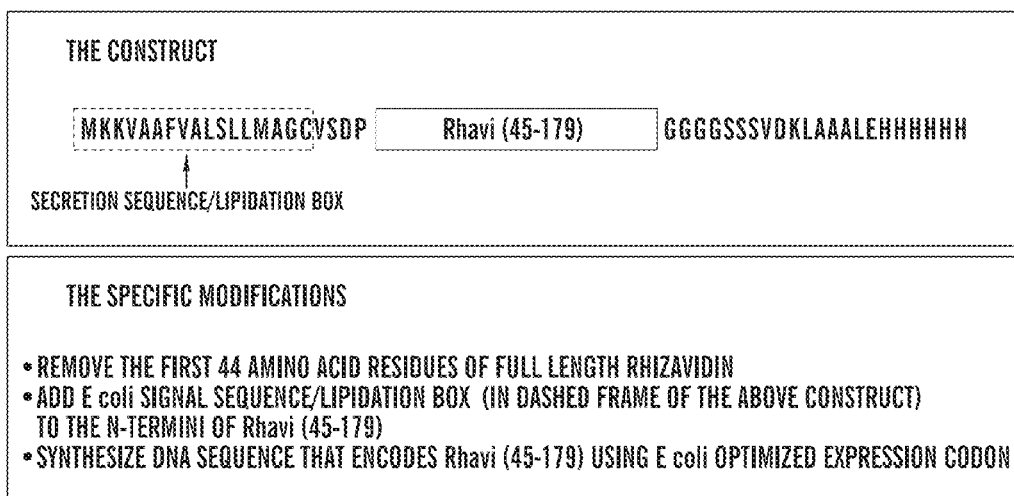 THE CONSTRUCT
MKKVAAFVALSLLMAGCVSDP Rhavi (45-179) GGGGSSSVDKLAAALEHHHHHH
SECRETION SEQUENCE/LIPIDATION BOX
THE SPECIFIC MODIFICATIONS
• REMOVE THE FIRST 44 AMINO ACID RESIDUES OF FULL LENGTH RHIZAVIDIN
• ADD E coli SIGNAL SEQUENCE/LIPIDATION BOX (IN DASHED FRAME OF THE ABOVE CONSTRUCT)
TO THE N-TERMINI OF Rhavi (45-179)
• SYNTHESIZE DNA SEQUENCE THAT ENCODES Rhavi (45-179) USING E coli OPTIMIZED EXPRESSION CODON